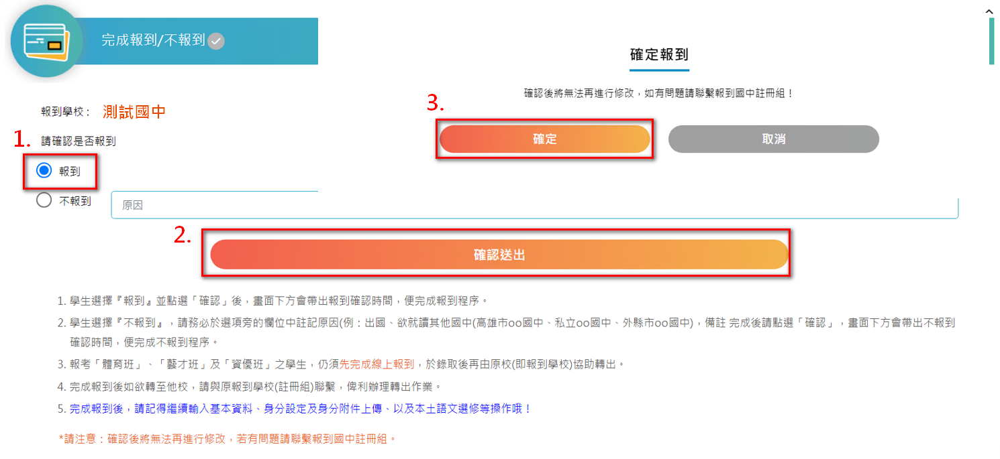 完成報到/不報到
確定報到
確認後將無法再進行修改，如有問題請聯繫報到國中註冊組！
3.
確定
取消
報到學校： 測試國中
1.
請確認是否報到
報到
不報到
原因
2.
確認送出
1. 學生選擇『報到』並點選「確認」後，畫面下方會帶出報到確認時間，便完成報到程序。
2. 學生選擇『不報到』，請務必於選項旁的欄位中註記原因(例：出國、欲就讀其他國中(高雄市oo國中、私立oo國中、外縣市oo國中)，備註 完成後請點選「確認」，畫面下方會帶出不報到
確認時間，便完成不報到程序。
3. 報考「體育班」、「藝才班」及「資優班」之學生，仍須先完成線上報到，於錄取後再由原校(即報到學校)協助轉出。
4. 完成報到後如欲轉至他校，請與原報到學校(註冊組)聯繫，俾利辦理轉出作業。
5. 完成報到後，請記得繼續輸入基本資料、身分設定及身分附件上傳、以及本土語文選修等操作哦！
*請注意：確認後將無法再進行修改，若有問題請聯繫報到國中註冊組。